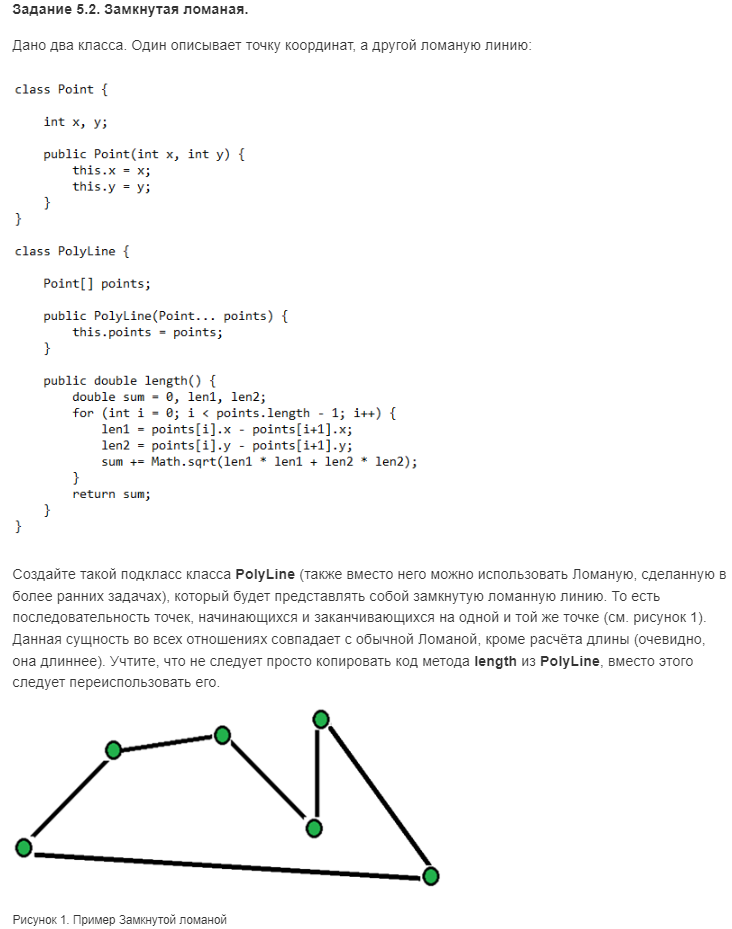 Задание 5.2. Замкнутая ломаная.
Дано два класса. Один описывает точку координат, а другой ломаную линию:
class Point {
int x, y;
public Point(int x, int y) {
this.x = x;
this.y = y;
}
}
class PolyLine {
Point[] points;
public PolyLine(Point... points) {
this.points = points;
}
public double length() {
double sum = 0, len1, len2;
for (int i = 0; i < points.length - 1; i++) {
len1 = points[i].x - points[i+1].x;
len2 = points[i].y - points[i+1].y;
sum += Math.sqrt(len1 * len1 + len2 * len2);
}
return sum;
}
}
Создайте такой подкласс класса PolyLine (также вместо него можно использовать Ломаную, сделанную в
более ранних задачах), который будет представлять собой замкнутую ломанную линию. То есть
последовательность точек, начинающихся и заканчивающихся на одной и той же точке (см. рисунок 1).
Данная сущность во всех отношениях совпадает с обычной Ломаной, кроме расчёта длины (очевидно,
она длиннее). Учтите, что не следует просто копировать код метода length из PolyLine, вместо этого
следует переиспользовать его.
Рисунок 1. Пример Замкнутой ломаной